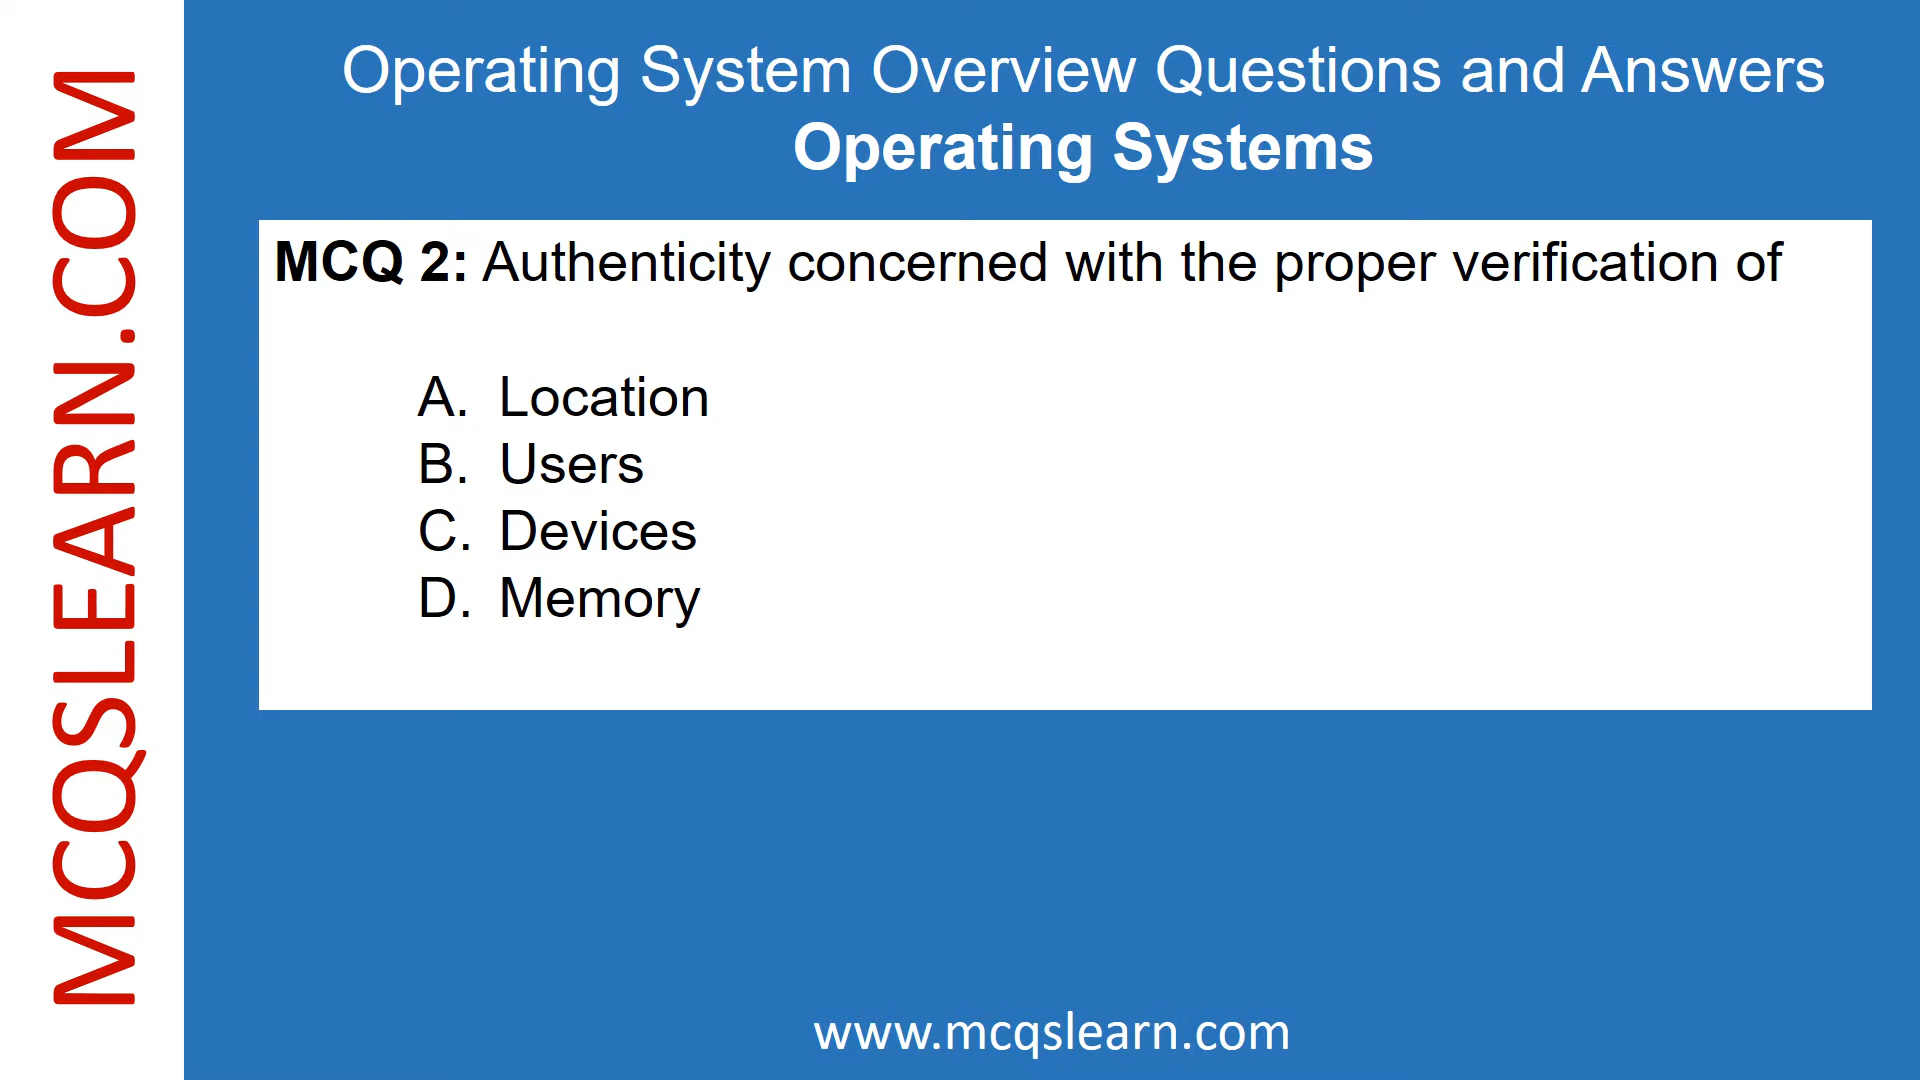 MCQSLEARN.COM
Operating System Overview Questions and Answers
Operating Systems
MCQ 2: Authenticity concerned with the proper verification of
A. Location
B. Users
C. Devices
D. Memory
www.mcqslearn.com